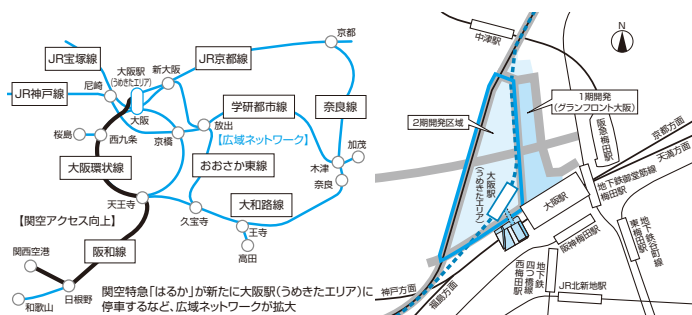 JR宝塚線
大阪駅
(うめきたエリア)
新大阪
JR京都線
京都
尼崎
JR神戸線
大阪
学研都市線
奈良線
放出
【広域ネットワーク】
桜島
西九条
京橋
加茂
木津
大阪環状線
おおさか東線
奈良
天王寺
大和路線
【関空アクセス向上】
久宝寺
王寺
高田
阪和線
関西空港
日根野
和歌山
関空特急「はるか」が新たに大阪駅(うめきたエリア)に
停車するなど、広域ネットワークが拡大
中津駅
N
1期開発
(グランフロント大阪)
2期開発区域
阪急梅田駅
京都方面
天満方面
大阪駅
(うめきたエリア)
地下鉄御堂筋線
梅田駅
大阪駅
地下鉄谷町線
東梅田駅
阪神梅田駅
地下鉄
四つ橋線
西梅田駅
JR北新地駅
神戸方面
福島方面